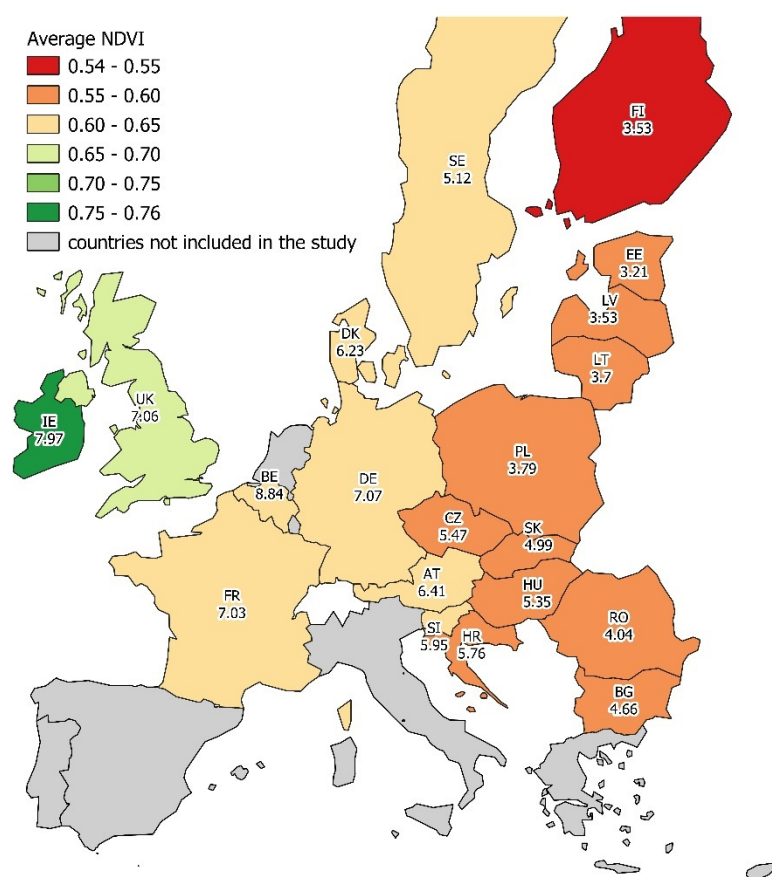 Average NDVI
0.54 - 0.55
0.55 - 0.60
0.60 - 0.65
0.65 - 0.70
0.70 - 0.75
0.75 - 0.76
countries not included in the study
FI
3.53
SE
5.12
EE
3.21
LV
3.53
LT
3.7
DK
6.23
UK
7.06
IE
7.97
PL
3.79
BE
8.84
DE
7.07
CZ
5.47
SK
4.99
AT
6.41
HU
5.35
FR
7.03
RO
4.04
SI
5.95
HR
5.76
BG
4.66